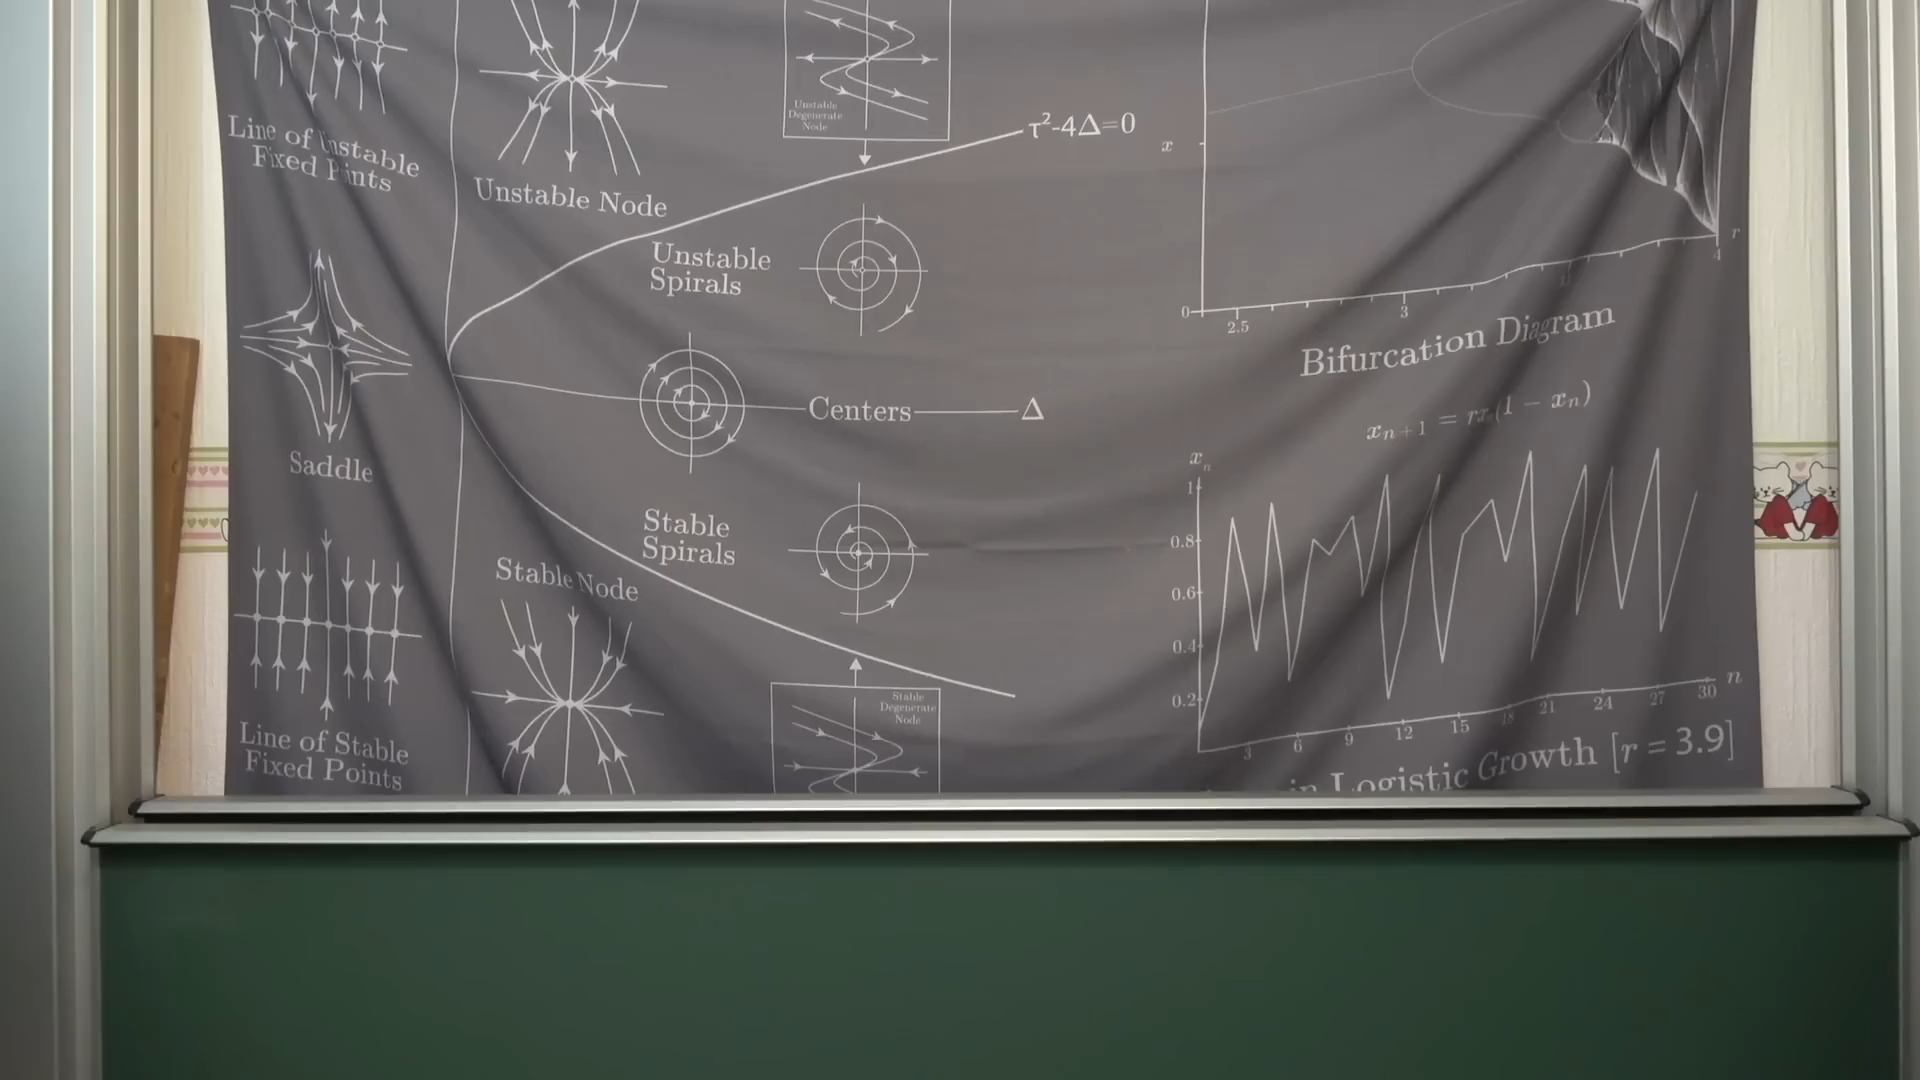 Line of Unstable
Fixed Points
Unstable Node
Unstable
Degenerate
Node
τ²-4Δ=0
Unstable
Spirals
Saddle
Centers
Δ
Stable
Spirals
Stable Node
Line of Stable
Fixed Points
Stable
Degenerate
Node
x
0
2.5
3
4
r
Bifurcation Diagram
xₙ₊₁ = rxₙ(1 − xₙ)
xₙ
1
0.8
0.6
0.4
0.2
3 6 9 12 15 18 21 24 27 30 n
in Logistic Growth [r = 3.9]